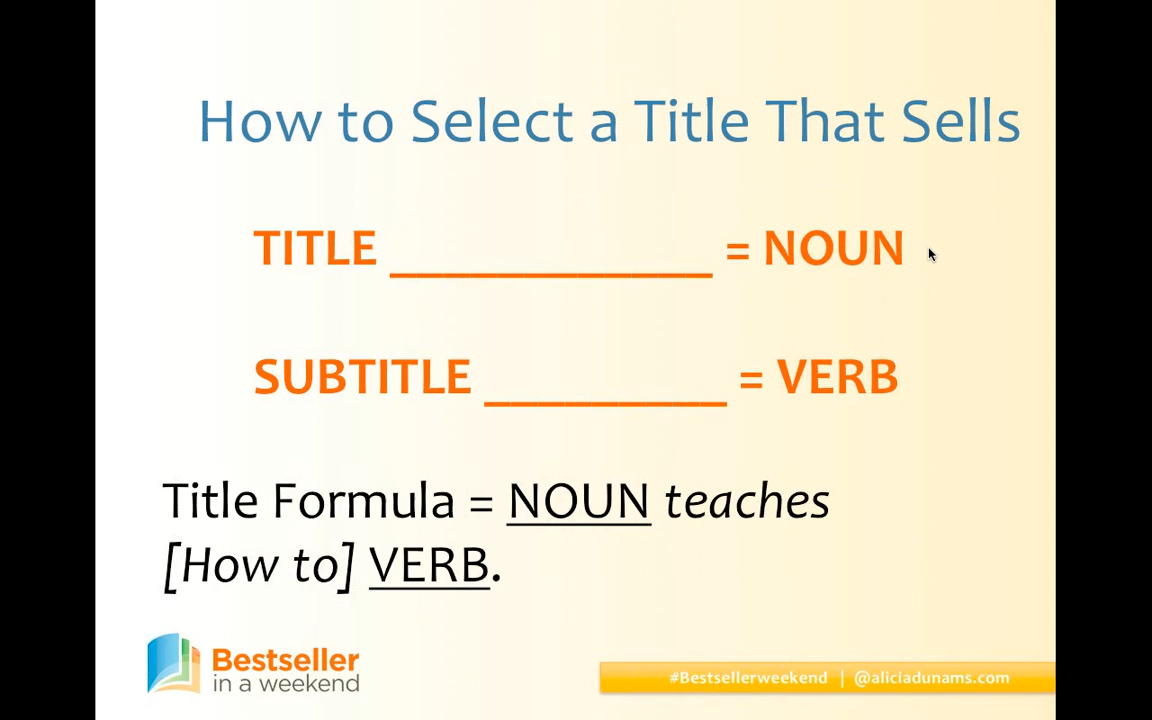 How to Select a Title That Sells
TITLE ____________ = NOUN
SUBTITLE _________ = VERB
Title Formula = NOUN teaches
[How to] VERB.
Bestseller
in a weekend
#Bestsellerweekend | @aliciadunams.com